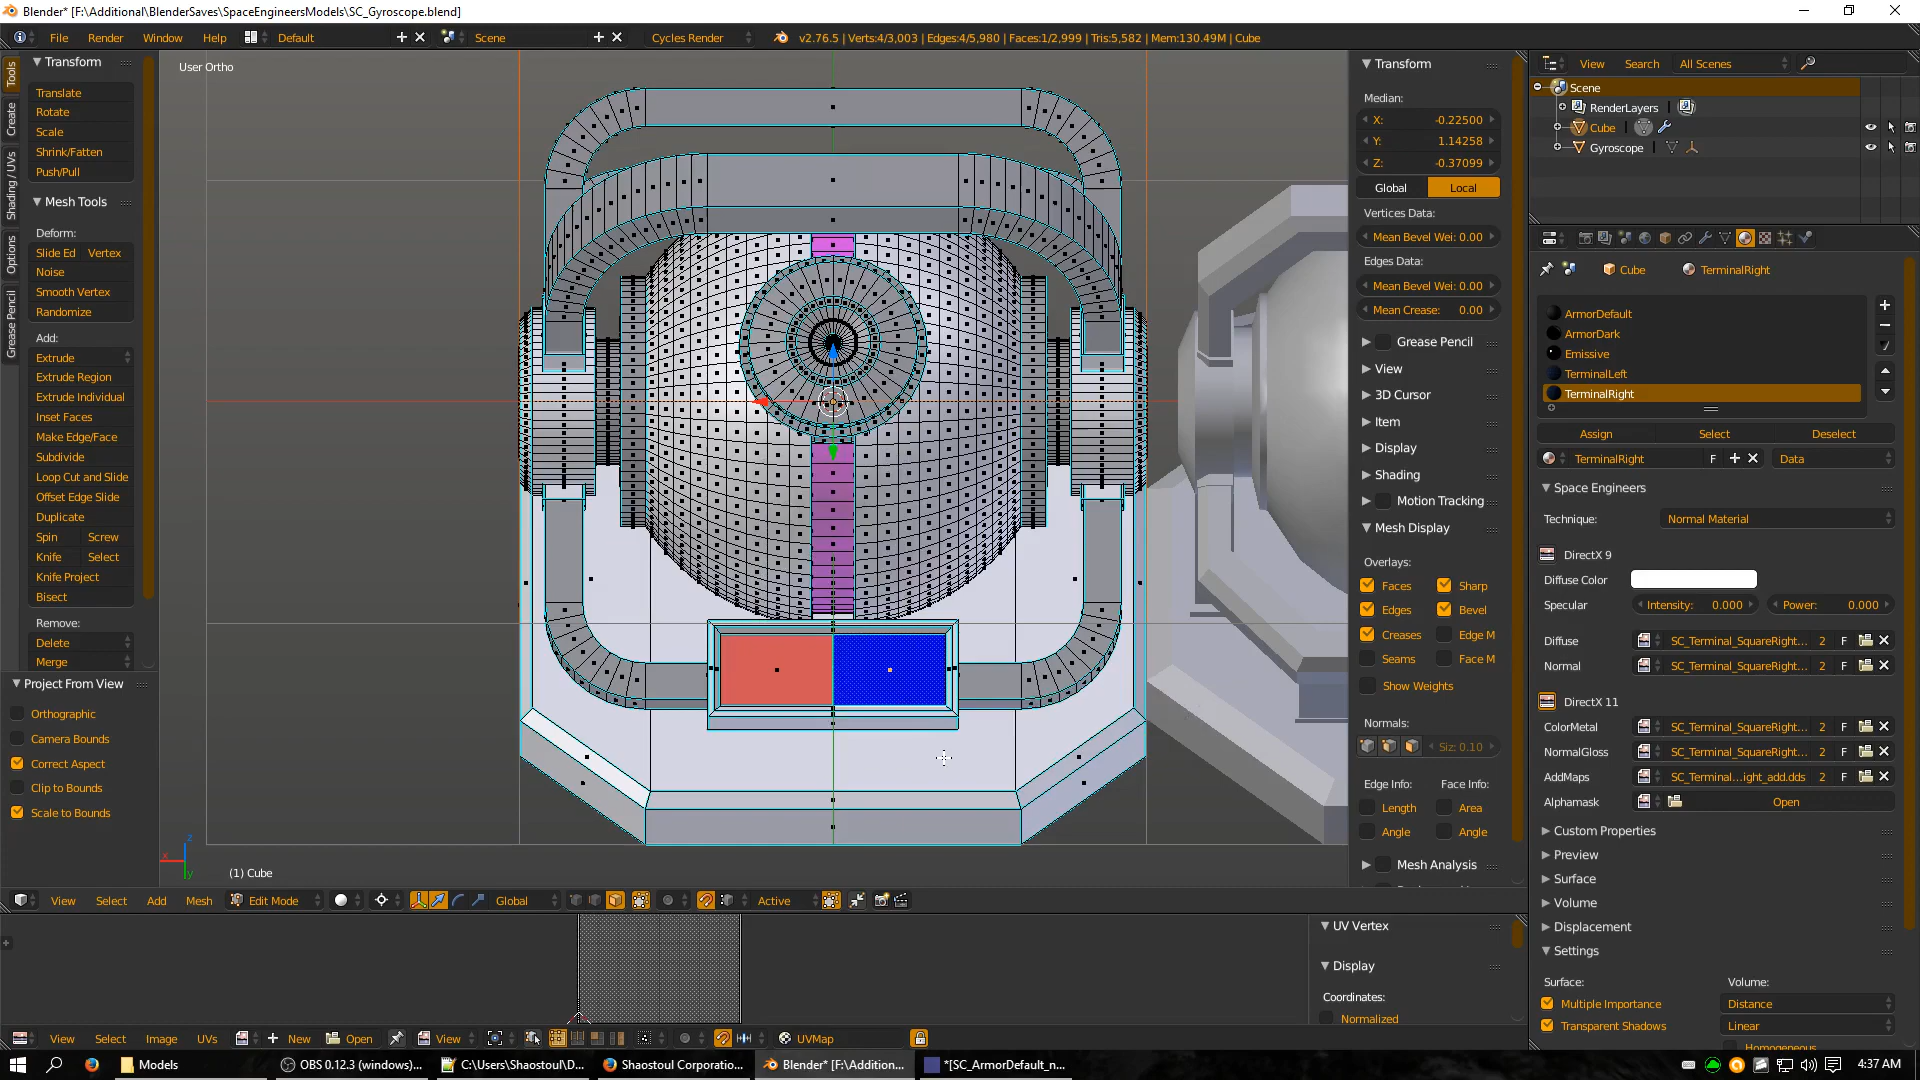 Blender* [F:\Additional\BlenderSaves\SpaceEngineersModels\SC_Gyroscope.blend]
File Render Window Help Default Scene Cycles Render v2.76.5 | Verts:4/3,003 | Edges:4/5,980 | Faces:1/2,999 | Tris:5,582 | Mem:130.49M | Cube
Tools
Create
Shading / UVs
Options
Grease Pencil
Transform
Translate
Rotate
Scale
Shrink/Fatten
Push/Pull
Mesh Tools
Deform:
Slide Ed Vertex
Noise
Smooth Vertex
Randomize
Add:
Extrude
Extrude Region
Extrude Individual
Inset Faces
Make Edge/Face
Subdivide
Loop Cut and Slide
Offset Edge Slide
Duplicate
Spin Screw
Knife Select
Knife Project
Bisect
Remove:
Delete
Merge
Project From View
Orthographic
Camera Bounds
Correct Aspect
Clip to Bounds
Scale to Bounds
User Ortho
x
z
y
(1) Cube
View Select Add Mesh Edit Mode Global Active
Transform
Median:
X: -0.22500
Y: 1.14258
Z: -0.37099
Global Local
Vertices Data:
Mean Bevel Wei: 0.00
Edges Data:
Mean Bevel Wei: 0.00
Mean Crease: 0.00
Grease Pencil
View
3D Cursor
Item
Display
Shading
Motion Tracking
Mesh Display
Overlays:
Faces Sharp
Edges Bevel
Creases Edge M
Seams Face M
Show Weights
Normals:
Siz: 0.10
Edge Info: Face Info:
Length Area
Angle Angle
Mesh Analysis
View Search All Scenes
Scene
RenderLayers
Cube
Gyroscope
Cube TerminalRight
ArmorDefault
ArmorDark
Emissive
TerminalLeft
TerminalRight
Assign Select Deselect
TerminalRight F Data
Space Engineers
Technique: Normal Material
DirectX 9
Diffuse Color
Specular Intensity: 0.000 Power: 0.000
Diffuse SC_Terminal_SquareRight... 2 F
Normal SC_Terminal_SquareRight... 2 F
DirectX 11
ColorMetal SC_Terminal_SquareRight... 2 F
NormalGloss SC_Terminal_SquareRight... 2 F
AddMaps SC_Terminal...ight_add.dds 2 F
Alphamask Open
Custom Properties
Preview
Surface
Volume
Displacement
Settings
Surface: Volume:
Multiple Importance Distance
Transparent Shadows Linear
Homogeneous
UV Vertex
Display
Coordinates:
Normalized
View Select Image UVs New Open View UVMap
Models OBS 0.12.3 (windows)... C:\Users\Shaostoul\D... Shaostoul Corporatio... Blender* [F:\Addition... *[SC_ArmorDefault_n... 4:37 AM